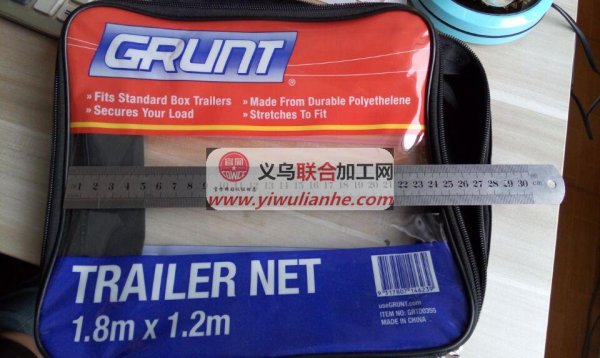 GRUNT
®
» Fits Standard Box Trailers
» Secures Your Load
» Made From Durable Polyethelene
» Stretches To Fit
1 2 3 4 5 6 7 8 9
22 23 24 25 26 27 28 29 30 cm
义乌联合加工网
www.yiwulianhe.com
TRAILER NET
1.8m x 1.2m
useGRUNT.com
MADE IN CHINA